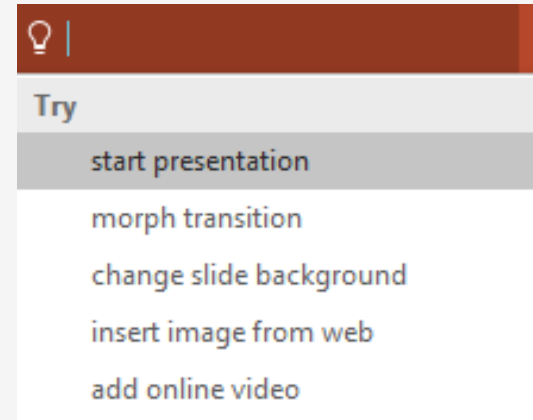 Try
start presentation
morph transition
change slide background
insert image from web
add online video